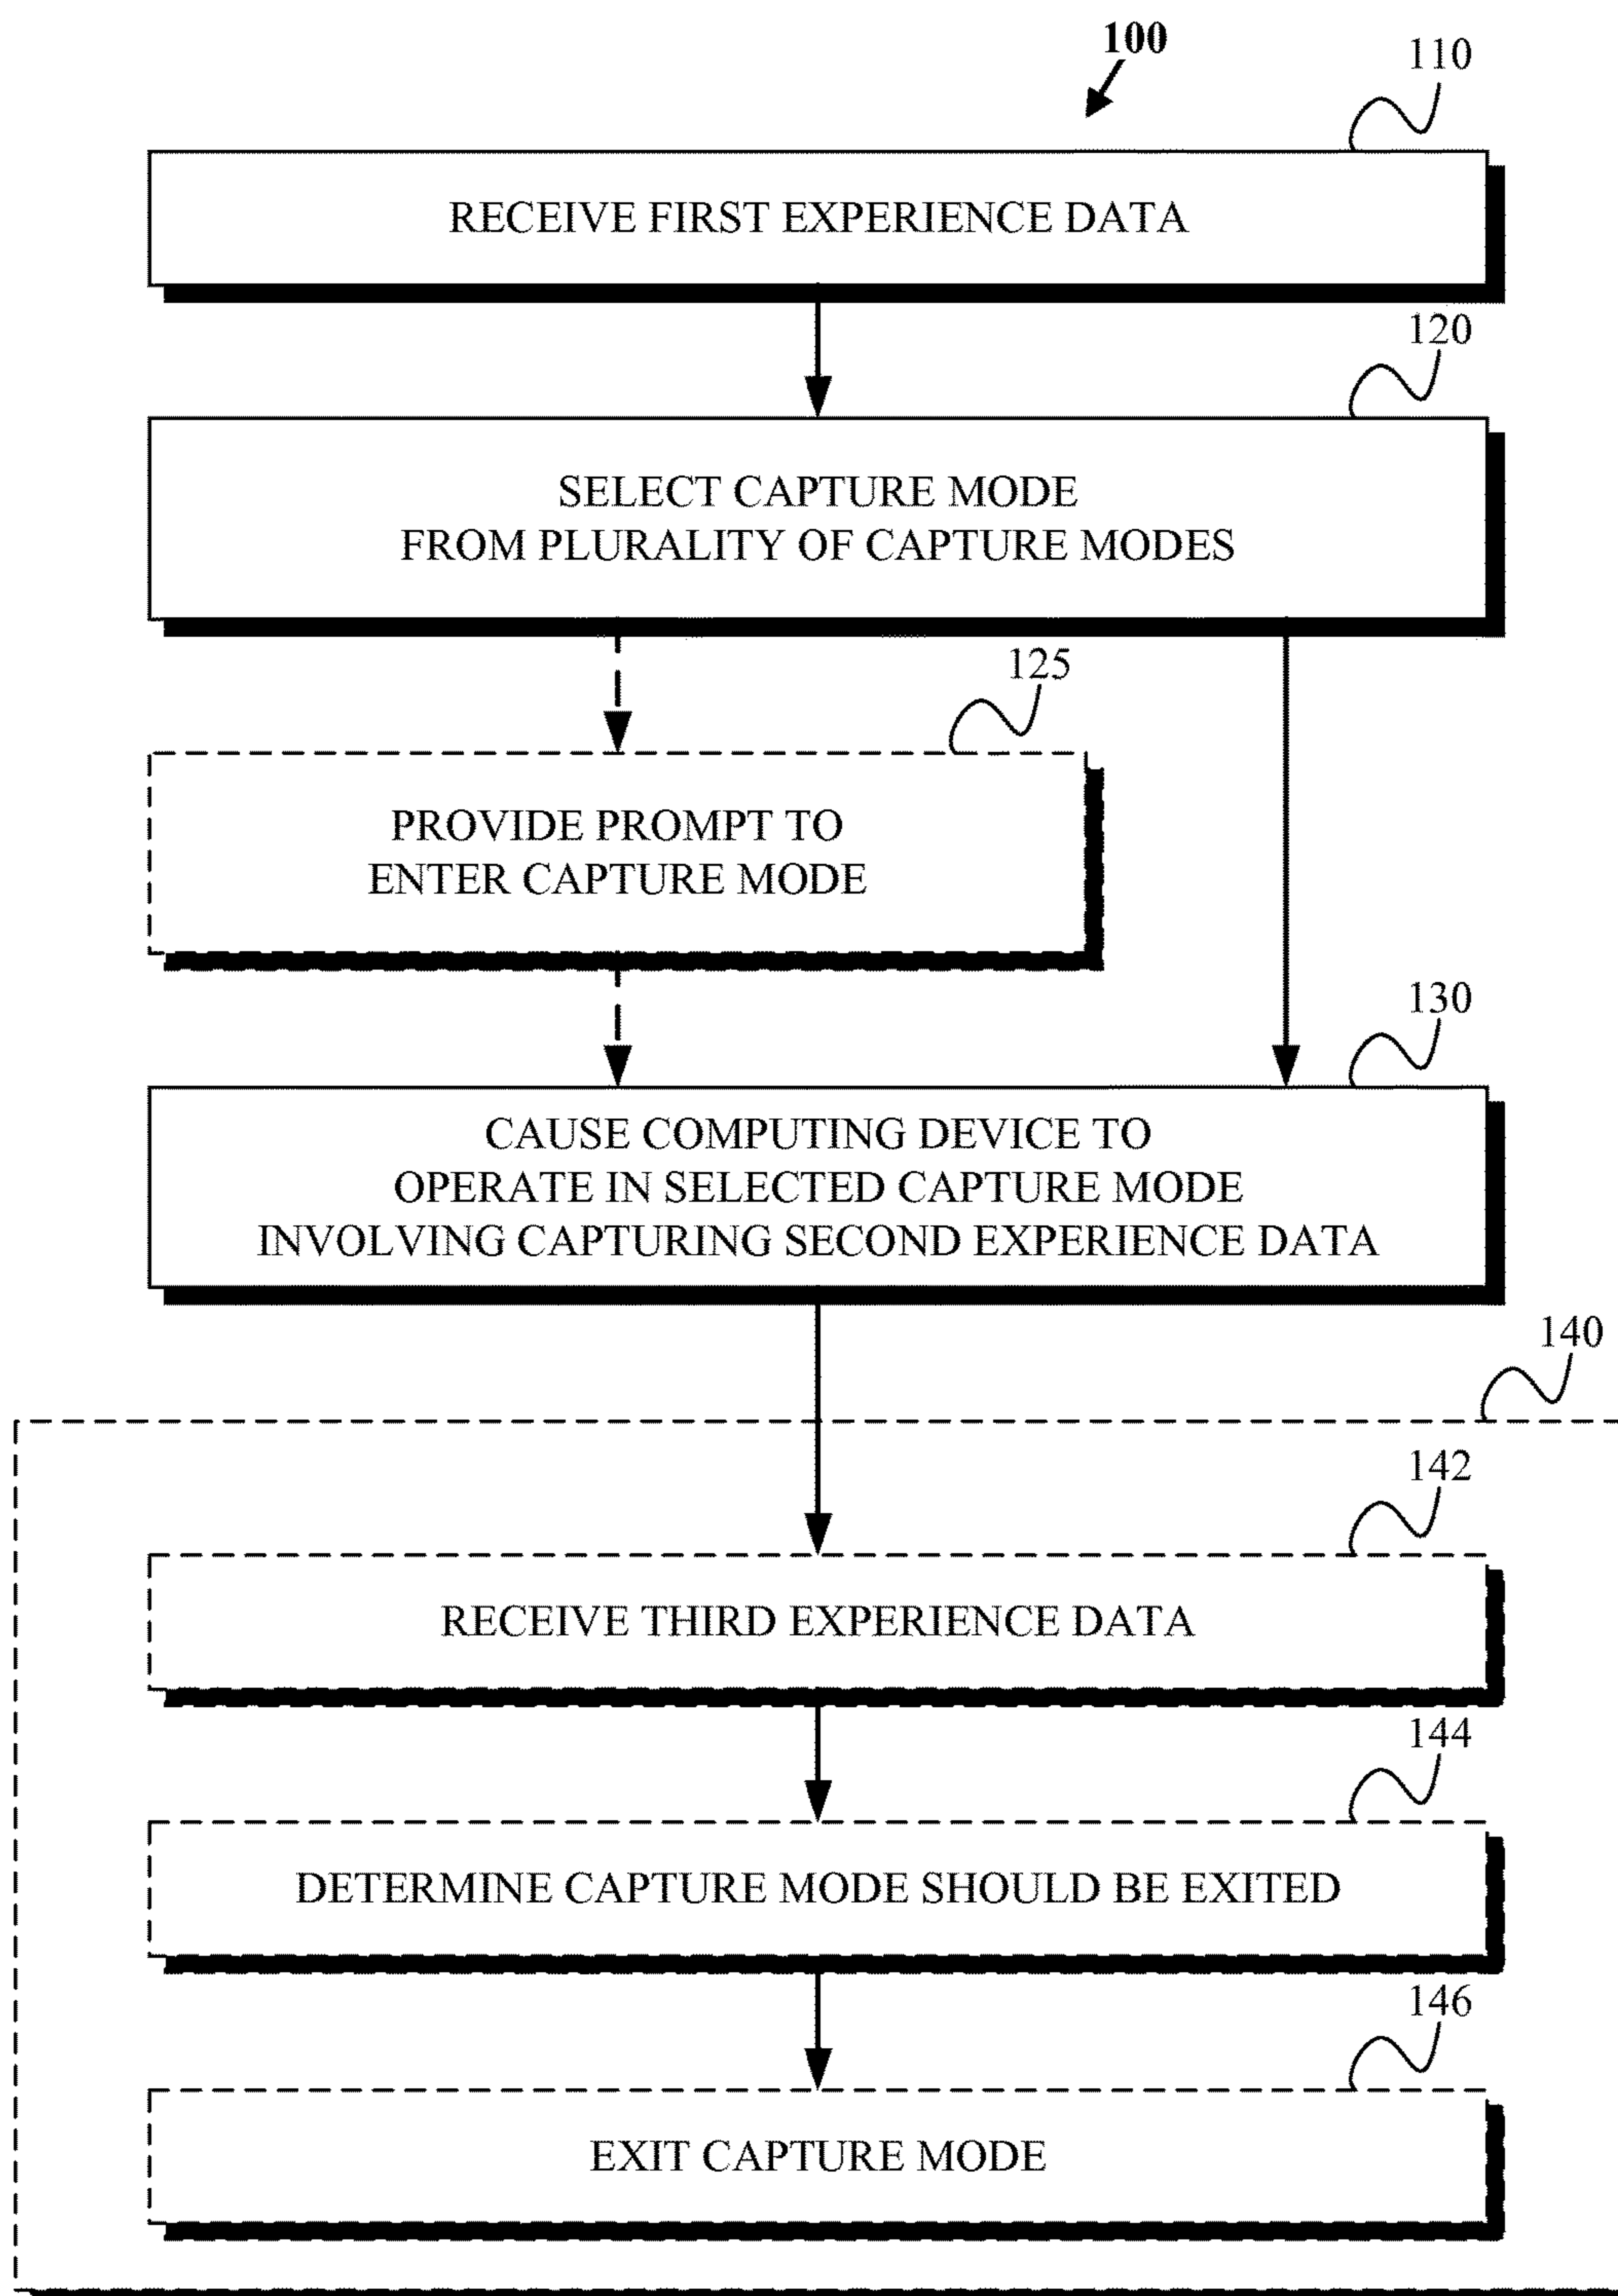 100
110
RECEIVE FIRST EXPERIENCE DATA
120
SELECT CAPTURE MODE
FROM PLURALITY OF CAPTURE MODES
125
PROVIDE PROMPT TO
ENTER CAPTURE MODE
130
CAUSE COMPUTING DEVICE TO
OPERATE IN SELECTED CAPTURE MODE
INVOLVING CAPTURING SECOND EXPERIENCE DATA
140
142
RECEIVE THIRD EXPERIENCE DATA
144
DETERMINE CAPTURE MODE SHOULD BE EXITED
146
EXIT CAPTURE MODE